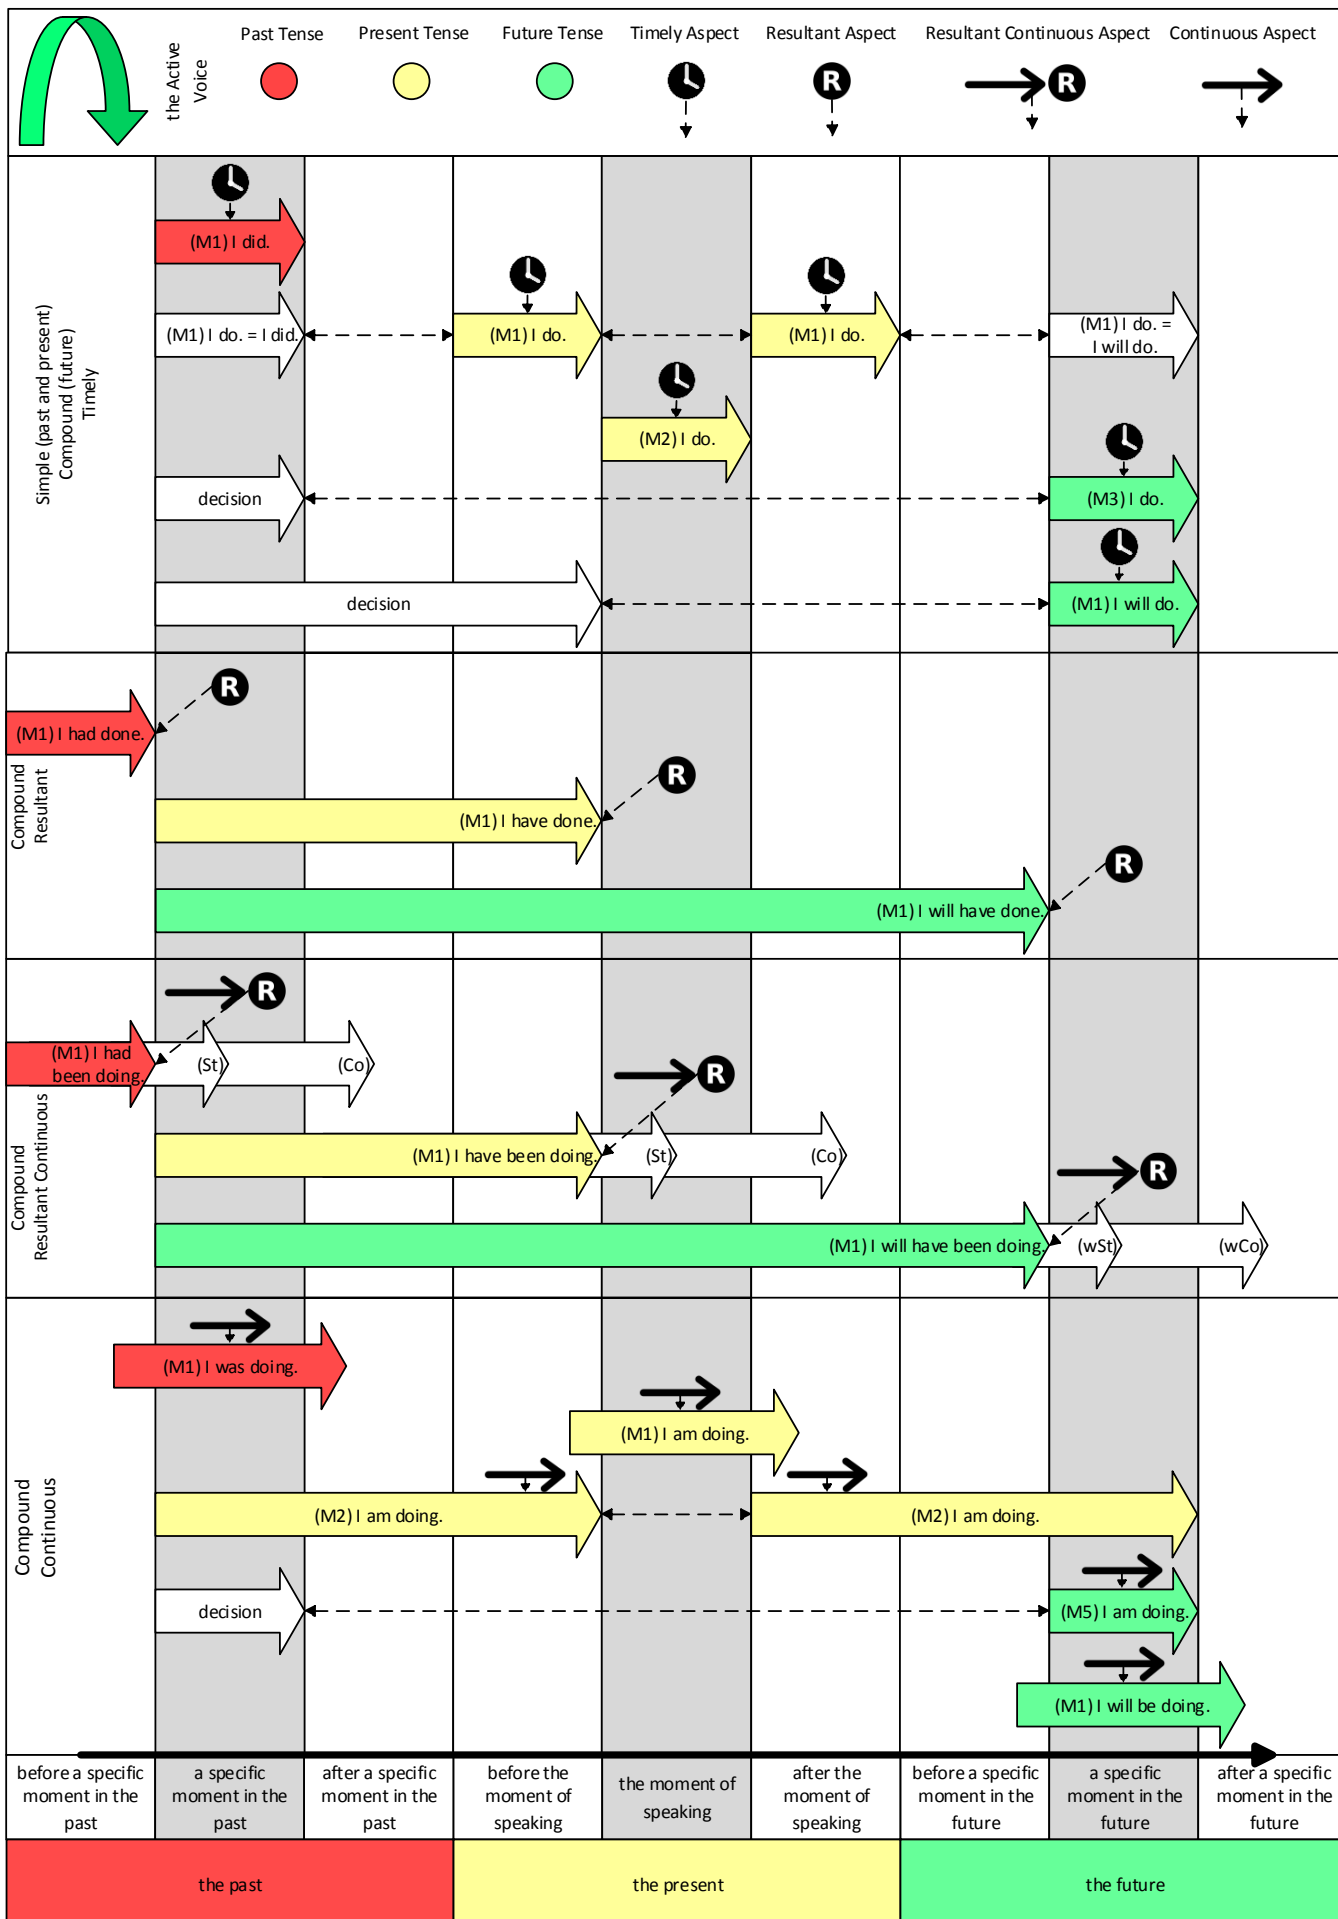 the Active
Voice
Past Tense
Present Tense
Future Tense
Timely Aspect
Resultant Aspect
Resultant Continuous Aspect
Continuous Aspect
R
R
Simple (past and present)
Compound (future)
Timely
(M1) I did.
(M1) I do. = I did.
(M1) I do.
(M1) I do.
(M1) I do. =
I will do.
(M2) I do.
decision
(M3) I do.
decision
(M1) I will do.
Compound
Resultant
R
(M1) I had done.
R
(M1) I have done.
R
(M1) I will have done.
Compound
Resultant Continuous
R
(M1) I had
been doing.
(St)
(Co)
R
(M1) I have been doing.
(St)
(Co)
R
(M1) I will have been doing.
(wSt)
(wCo)
Compound
Continuous
(M1) I was doing.
(M1) I am doing.
(M2) I am doing.
(M2) I am doing.
decision
(M5) I am doing.
(M1) I will be doing.
before a specific
moment in the
past
a specific
moment in the
past
after a specific
moment in the
past
before the
moment of
speaking
the moment of
speaking
after the
moment of
speaking
before a specific
moment in the
future
a specific
moment in the
future
after a specific
moment in the
future
the past
the present
the future